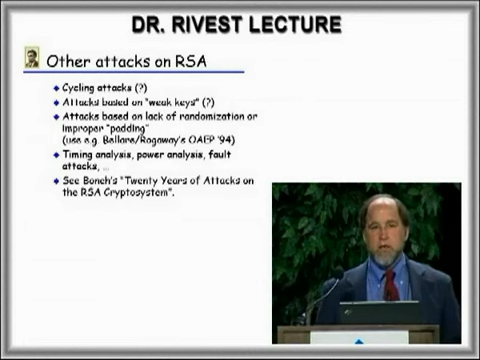 DR. RIVEST LECTURE
Other attacks on RSA
Cycling attacks (?)
Attacks based on "weak keys" (?)
Attacks based on lack of randomization or
improper "padding"
(use e.g. Bellare/Rogaway's OAEP '94)
Timing analysis, power analysis, fault
attacks, ...
See Boneh's "Twenty Years of Attacks on
the RSA Cryptosystem".